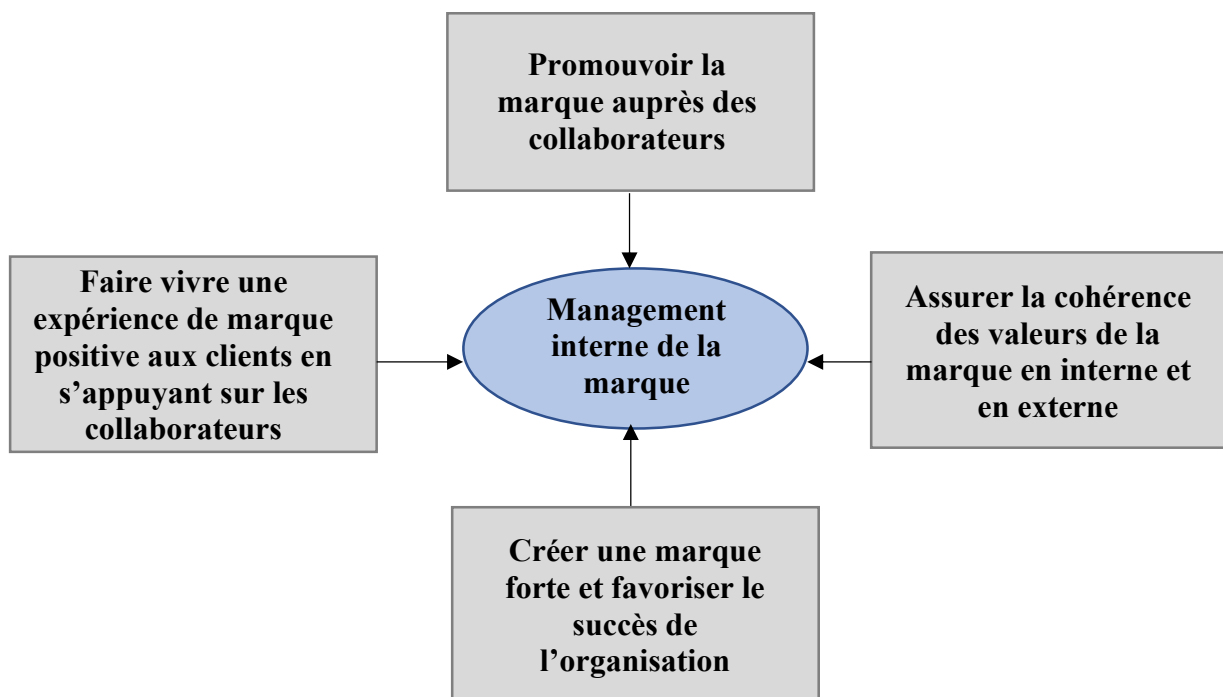 Promouvoir la
marque auprès des
collaborateurs
Faire vivre une
expérience de marque
positive aux clients en
s’appuyant sur les
collaborateurs
Management
interne de la
marque
Assurer la cohérence
des valeurs de la
marque en interne et
en externe
Créer une marque
forte et favoriser le
succès de
l’organisation